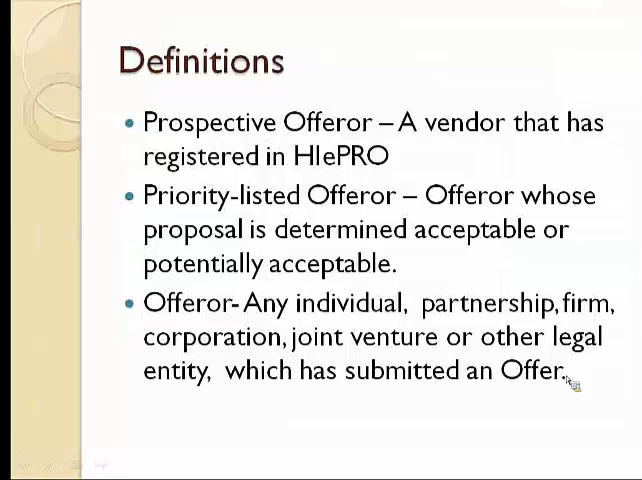 Definitions
Prospective Offeror – A vendor that has
registered in HIePRO
Priority-listed Offeror – Offeror whose
proposal is determined acceptable or
potentially acceptable.
Offeror- Any individual, partnership, firm,
corporation, joint venture or other legal
entity, which has submitted an Offer.